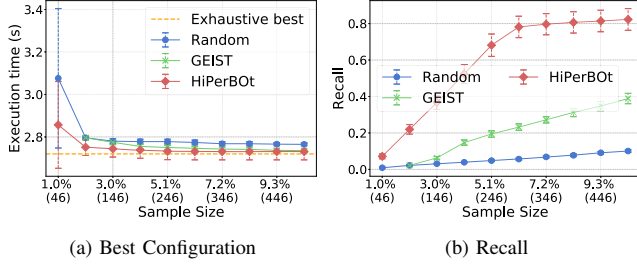 3.4
3.2
3.0
2.8
Execution time (s)
Exhaustive best
Random
GEIST
HiPerBOt
1.0%
(46)
3.0%
(146)
5.1%
(246)
7.2%
(346)
9.3%
(446)
Sample Size
(a) Best Configuration
0.8
0.6
0.4
0.2
0.0
Recall
Random
GEIST
HiPerBOt
1.0%
(46)
3.0%
(146)
5.1%
(246)
7.2%
(346)
9.3%
(446)
Sample Size
(b) Recall